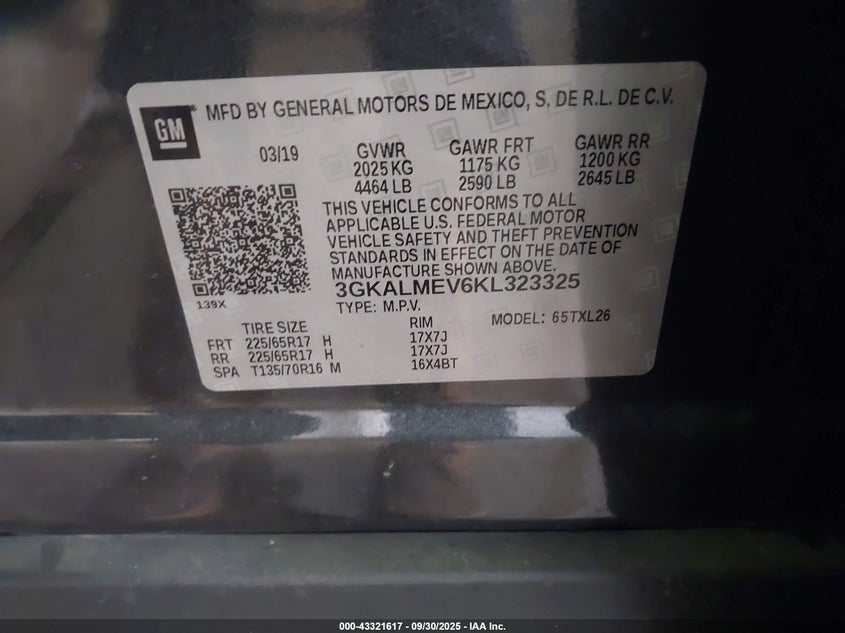 GM
MFD BY GENERAL MOTORS DE MEXICO, S. DE R.L. DE C.V.
03/19 GVWR GAWR FRT GAWR RR
2025 KG 1175 KG 1200 KG
4464 LB 2590 LB 2645 LB
THIS VEHICLE CONFORMS TO ALL
APPLICABLE U.S. FEDERAL MOTOR
VEHICLE SAFETY AND THEFT PREVENTION
STANDARDS IN EFFECT ON THE DATE OF
MANUFACTURE SHOWN ABOVE.
3GKALMEV6KL323325
139X
TYPE: M.P.V. MODEL: 65TXL26
TIRE SIZE RIM
FRT 225/65R17 H 17X7J
RR 225/65R17 H 17X7J
SPA T135/70R16 M 16X4BT
000-43321617 - 09/30/2025 - IAA Inc.